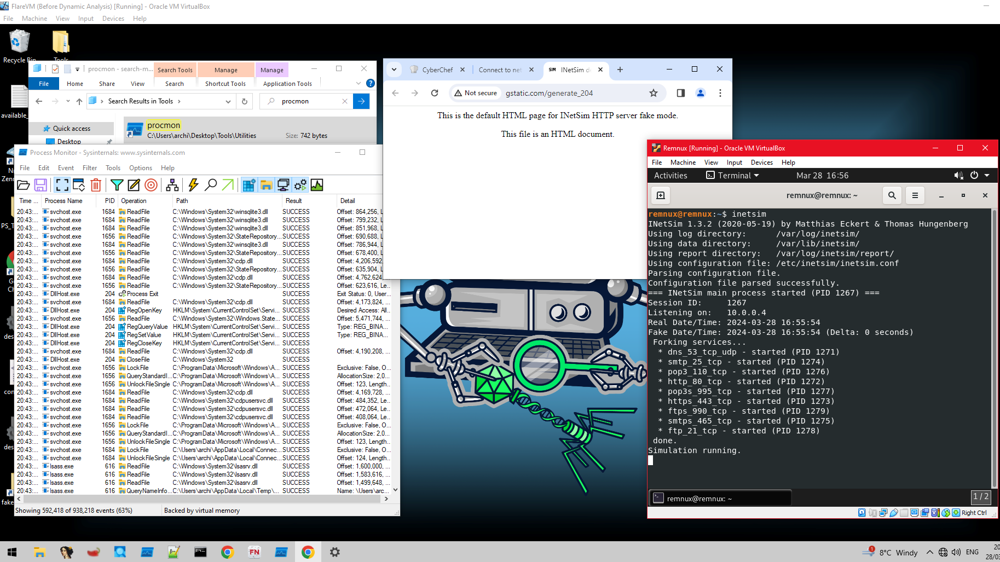 FlareVM (Before Dynamic Analysis) [Running] - Oracle VM VirtualBox
File Machine View Input Devices Help
Recycle Bin
Tools
available_
procmon - search-m...
Search Tools
Manage
Manage
File Home Share View Search Shortcut Tools Application Tools
Search Results in Tools
procmon
Quick access
Desktop
procmon
C:\Users\archi\Desktop\Tools\Utilities
Size: 742 bytes
Process Monitor - Sysinternals: www.sysinternals.com
File Edit Event Filter Tools Options Help
Time ... Process Name PID Operation Path Result Detail
20:43:... svchost.exe 1684 ReadFile C:\Windows\System32\winsqlite3.dll SUCCESS Offset: 864,256, L
20:43:... svchost.exe 1684 ReadFile C:\Windows\System32\winsqlite3.dll SUCCESS Offset: 799,232, L
20:43:... svchost.exe 1684 ReadFile C:\Windows\System32\winsqlite3.dll SUCCESS Offset: 851,968, L
20:43:... svchost.exe 1656 ReadFile C:\Windows\System32\StateRepository... SUCCESS Offset: 690,688, L
20:43:... svchost.exe 1684 ReadFile C:\Windows\System32\winsqlite3.dll SUCCESS Offset: 786,944, L
20:43:... svchost.exe 1656 ReadFile C:\Windows\System32\StateRepository... SUCCESS Offset: 678,400, L
20:43:... svchost.exe 1684 ReadFile C:\Windows\System32\cdp.dll SUCCESS Offset: 4,206,592,
20:43:... svchost.exe 1656 ReadFile C:\Windows\System32\StateRepository... SUCCESS Offset: 635,904, L
20:43:... svchost.exe 1684 ReadFile C:\Windows\System32\cdp.dll SUCCESS Offset: 4,762,624,
20:43:... svchost.exe 1656 ReadFile C:\Windows\System32\StateRepository... SUCCESS Offset: 623,616, Le...
20:43:... DllHost.exe 204 Process Exit SUCCESS Exit Status: 0, User...
20:43:... svchost.exe 1684 ReadFile C:\Windows\System32\cdp.dll SUCCESS Offset: 4,173,824, ...
20:43:... DllHost.exe 204 RegOpenKey HKLM\System\CurrentControlSet\Servi... SUCCESS Desired Access: All...
20:43:... svchost.exe 1656 ReadFile C:\Windows\System32\Windows.State... SUCCESS Offset: 5,471,744, ...
20:43:... DllHost.exe 204 RegQueryValue HKLM\System\CurrentControlSet\Servi... SUCCESS Type: REG_BINA...
20:43:... DllHost.exe 204 RegSetValue HKLM\System\CurrentControlSet\Servi... SUCCESS Type: REG_BINA...
20:43:... DllHost.exe 204 RegCloseKey HKLM\System\CurrentControlSet\Servi... SUCCESS
20:43:... svchost.exe 1684 ReadFile C:\Windows\System32\cdp.dll SUCCESS Offset: 4,190,208, ...
20:43:... DllHost.exe 204 CloseFile C:\Windows\System32 SUCCESS
20:43:... svchost.exe 1656 LockFile C:\ProgramData\Microsoft\Windows\A... SUCCESS Exclusive: False, O...
20:43:... svchost.exe 1656 QueryStandardI... C:\ProgramData\Microsoft\Windows\A... SUCCESS AllocationSize: 2,0...
20:43:... svchost.exe 1656 UnlockFileSingle C:\ProgramData\Microsoft\Windows\A... SUCCESS Offset: 123, Length...
20:43:... svchost.exe 1684 ReadFile C:\Windows\System32\cdp.dll SUCCESS Offset: 4,169,728, ...
20:43:... svchost.exe 1684 ReadFile C:\Windows\System32\cdpusersvc.dll SUCCESS Offset: 484,352, Le...
20:43:... svchost.exe 1684 ReadFile C:\Windows\System32\cdpusersvc.dll SUCCESS Offset: 472,064, Le...
20:43:... svchost.exe 1684 ReadFile C:\Windows\System32\cdpusersvc.dll SUCCESS Offset: 408,064, Le...
20:43:... svchost.exe 1656 LockFile C:\ProgramData\Microsoft\Windows\A... SUCCESS Exclusive: False, O...
20:43:... svchost.exe 1656 QueryStandardI... C:\ProgramData\Microsoft\Windows\A... SUCCESS AllocationSize: 2,0...
20:43:... svchost.exe 1656 UnlockFileSingle C:\ProgramData\Microsoft\Windows\A... SUCCESS Offset: 123, Length...
20:43:... svchost.exe 1684 LockFile C:\Users\archi\AppData\Local\Connec... SUCCESS Exclusive: False, O...
20:43:... svchost.exe 1684 UnlockFileSingle C:\Users\archi\AppData\Local\Connec... SUCCESS Offset: 124, Length...
20:43:... lsass.exe 616 ReadFile C:\Windows\System32\lsasrv.dll SUCCESS Offset: 1,600,000, ...
20:43:... lsass.exe 616 ReadFile C:\Windows\System32\lsasrv.dll SUCCESS Offset: 1,583,616, ...
20:43:... lsass.exe 616 ReadFile C:\Windows\System32\lsasrv.dll SUCCESS Offset: 1,499,648, ...
20:43:... lsass.exe 616 QueryNameInfo... C:\Users\archi\AppData\Local\Temp\... SUCCESS Name: \Users\arc...
Showing 592,418 of 938,218 events (63%) Backed by virtual memory
CyberChef
Connect to net
SIM INetSim de
Not secure gstatic.com/generate_204
This is the default HTML page for INetSim HTTP server fake mode.
This file is an HTML document.
Remnux [Running] - Oracle VM VirtualBox
File Machine View Input Devices Help
Activities Terminal Mar 28 16:56
remnux@remnux: ~
remnux@remnux:~$ inetsim
INetSim 1.3.2 (2020-05-19) by Matthias Eckert & Thomas Hungenberg
Using log directory: /var/log/inetsim/
Using data directory: /var/lib/inetsim/
Using report directory: /var/log/inetsim/report/
Using configuration file: /etc/inetsim/inetsim.conf
Parsing configuration file.
Configuration file parsed successfully.
=== INetSim main process started (PID 1267) ===
Session ID: 1267
Listening on: 10.0.0.4
Real Date/Time: 2024-03-28 16:55:54
Fake Date/Time: 2024-03-28 16:55:54 (Delta: 0 seconds)
Forking services...
* dns_53_tcp_udp - started (PID 1271)
* smtp_25_tcp - started (PID 1274)
* pop3_110_tcp - started (PID 1276)
* http_80_tcp - started (PID 1272)
* pop3s_995_tcp - started (PID 1277)
* https_443_tcp - started (PID 1273)
* ftps_990_tcp - started (PID 1279)
* smtps_465_tcp - started (PID 1275)
* ftp_21_tcp - started (PID 1278)
done.
Simulation running.
remnux@remnux: ~
1 / 2
Right Ctrl
FN
1
8°C Windy
ENG
20
28/03